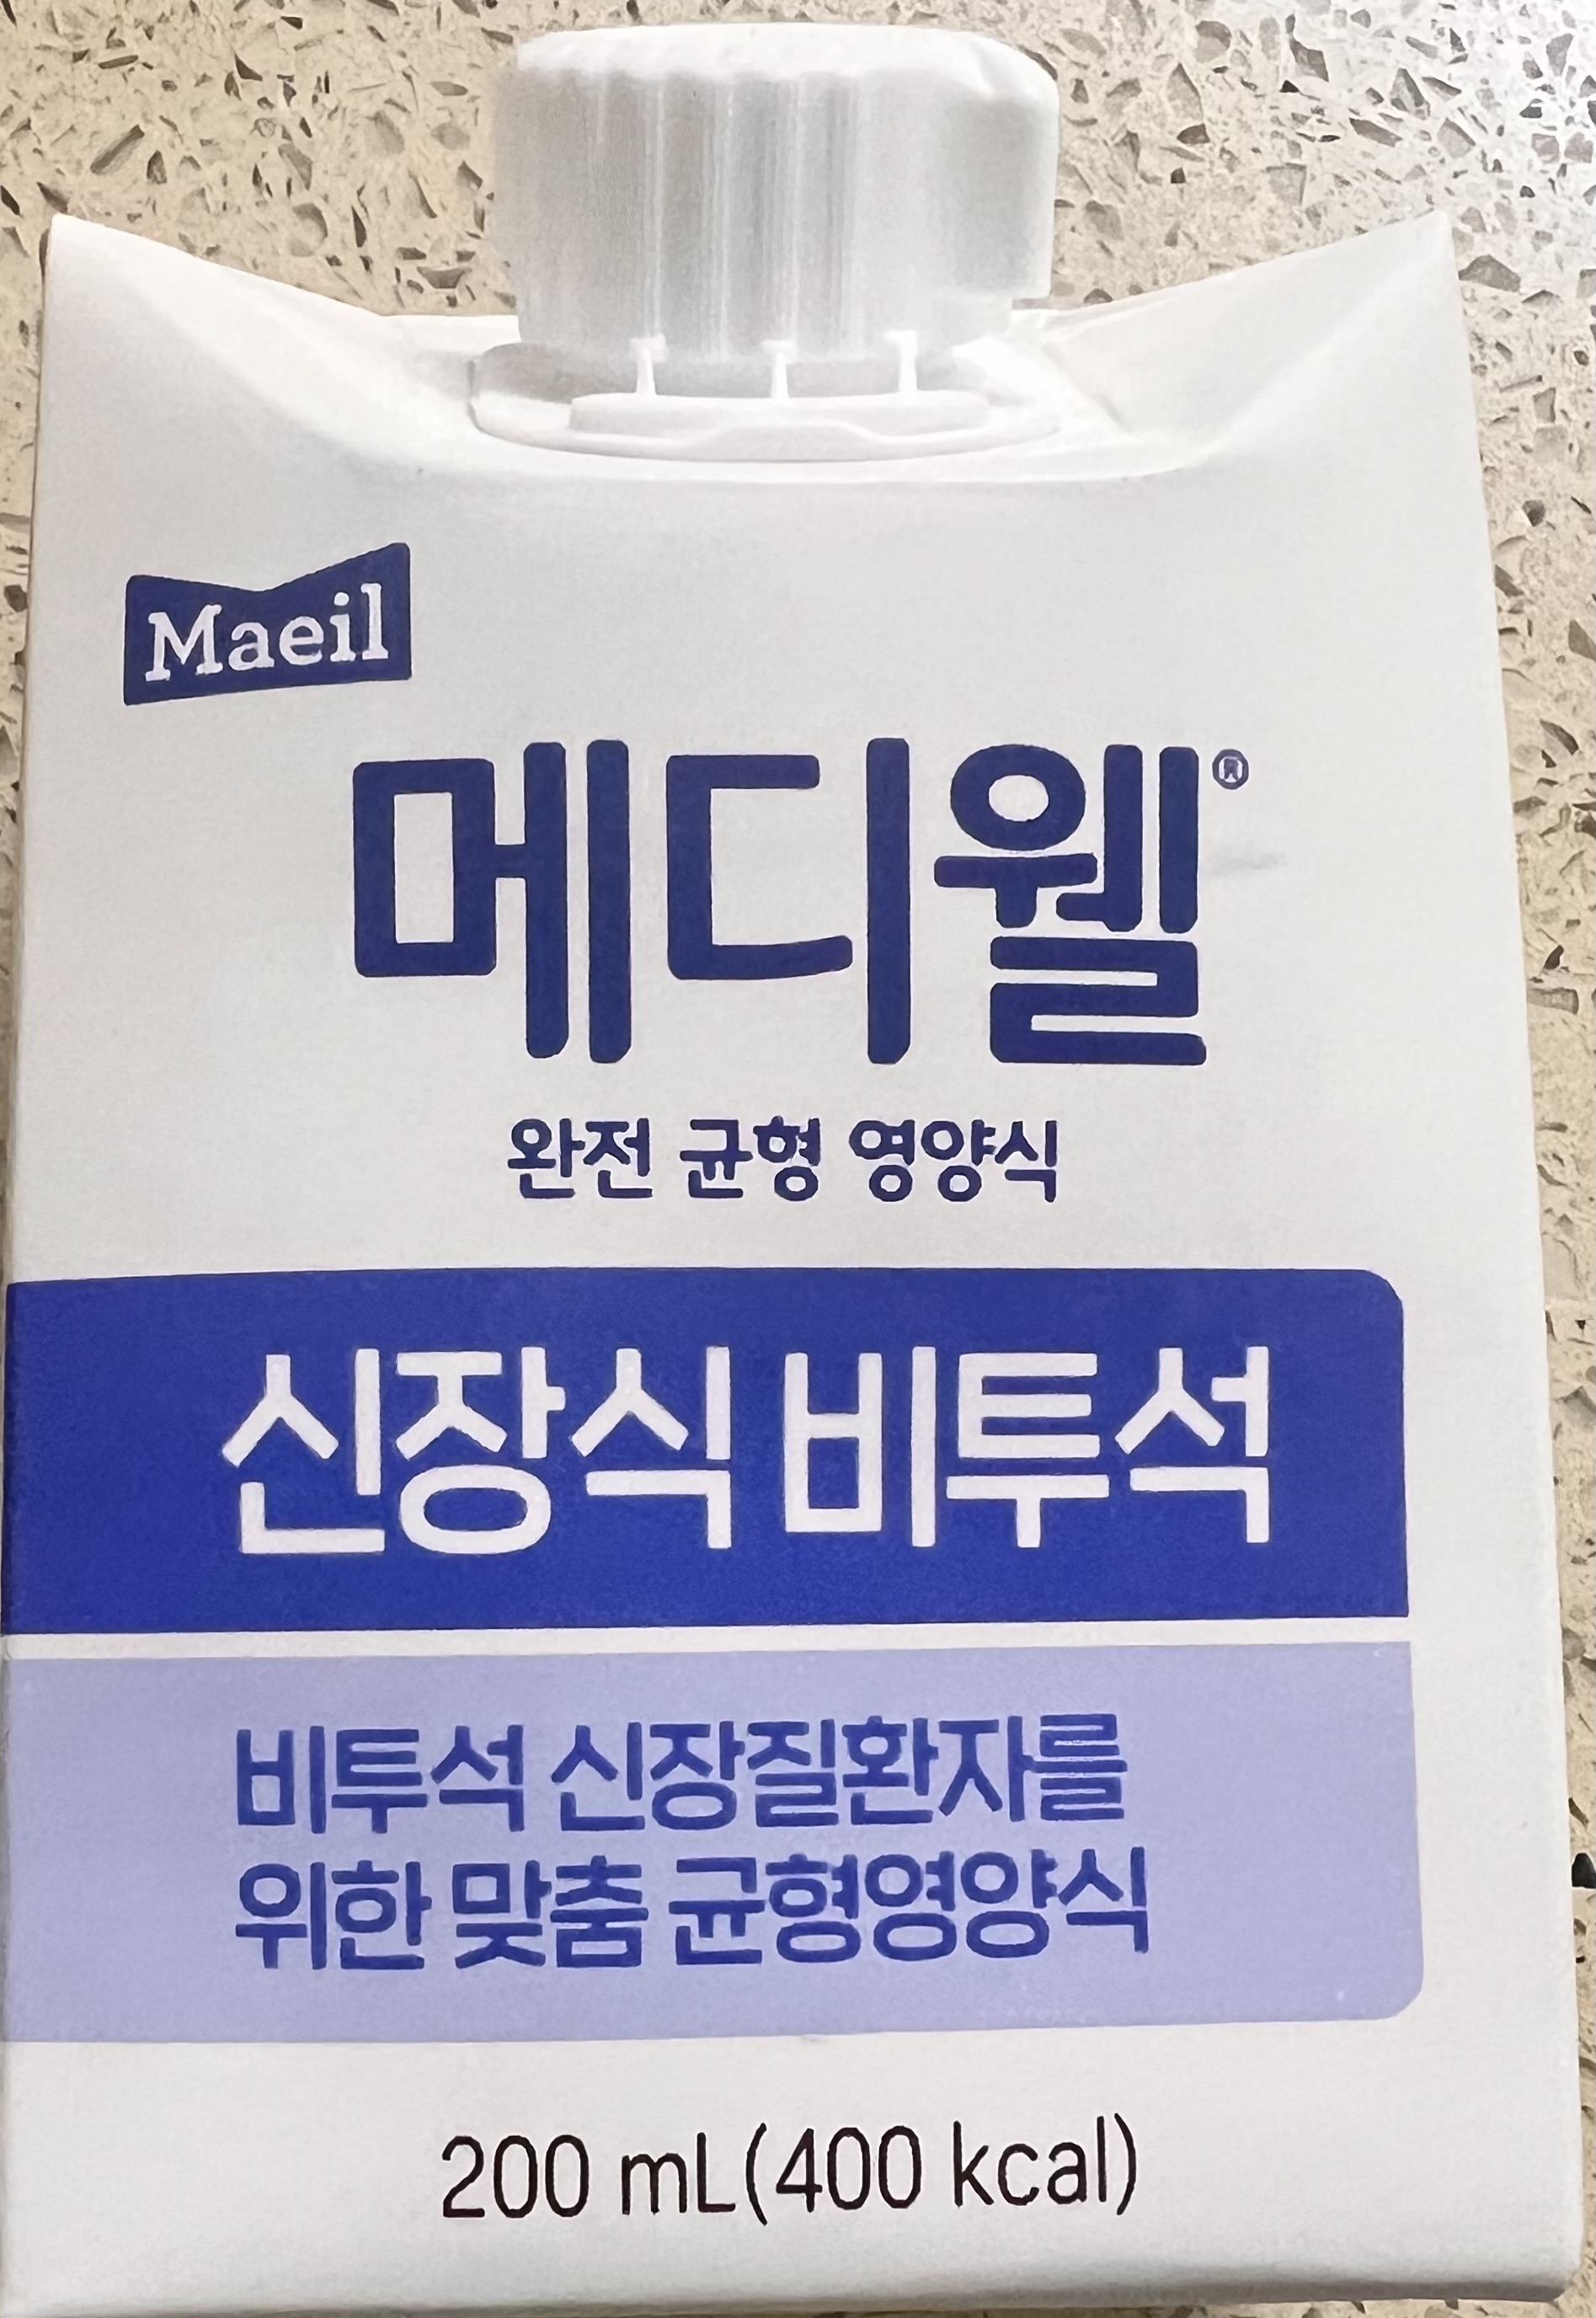 Maeil
메디웰®
완전 균형 영양식
신장식 비투석
비투석 신장질환자를
위한 맞춤 균형영양식
200 mL(400 kcal)